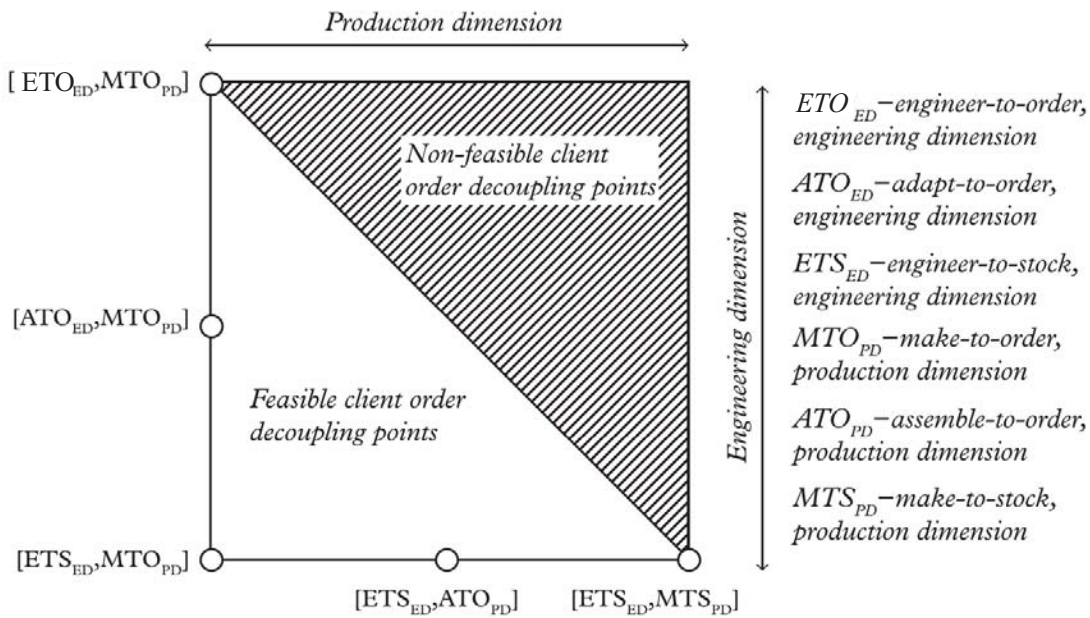 Production dimension
[ ETO_ED,MTO_PD]
Non-feasible client
order decoupling points
[ATO_ED,MTO_PD]
Feasible client order
decoupling points
[ETS_ED,MTO_PD]
[ETS_ED,ATO_PD]
[ETS_ED,MTS_PD]
Engineering dimension
ETO_ED–engineer-to-order,
engineering dimension
ATO_ED–adapt-to-order,
engineering dimension
ETS_ED–engineer-to-stock,
engineering dimension
MTO_PD–make-to-order,
production dimension
ATO_PD–assemble-to-order,
production dimension
MTS_PD–make-to-stock,
production dimension